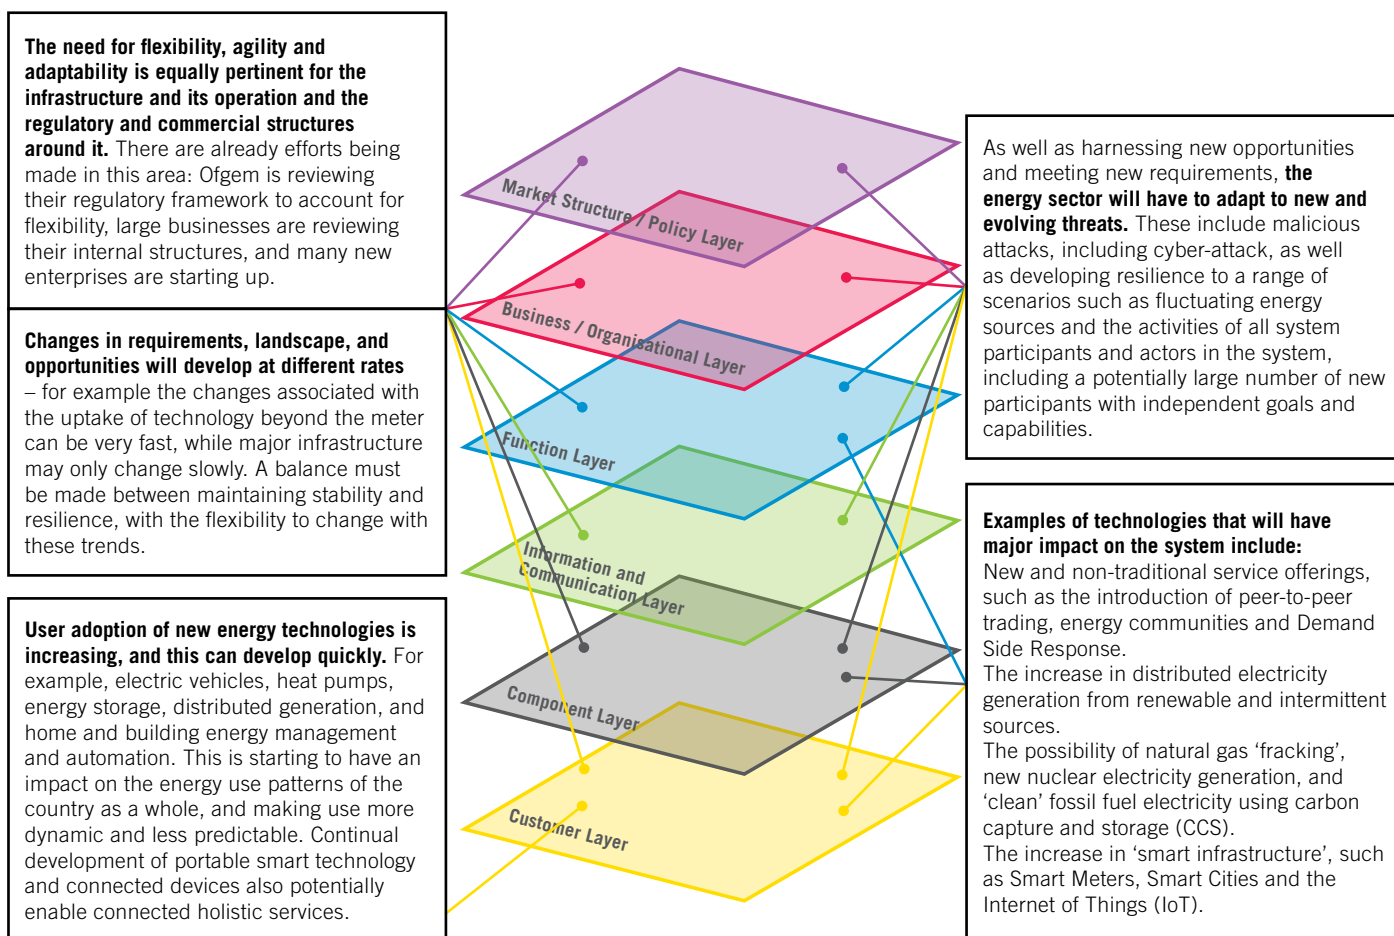 The need for flexibility, agility and
adaptability is equally pertinent for the
infrastructure and its operation and the
regulatory and commercial structures
around it. There are already efforts being
made in this area: Ofgem is reviewing
their regulatory framework to account for
flexibility, large businesses are reviewing
their internal structures, and many new
enterprises are starting up.
Changes in requirements, landscape, and
opportunities will develop at different rates
– for example the changes associated with
the uptake of technology beyond the meter
can be very fast, while major infrastructure
may only change slowly. A balance must
be made between maintaining stability and
resilience, with the flexibility to change with
these trends.
User adoption of new energy technologies is
increasing, and this can develop quickly. For
example, electric vehicles, heat pumps,
energy storage, distributed generation, and
home and building energy management
and automation. This is starting to have an
impact on the energy use patterns of the
country as a whole, and making use more
dynamic and less predictable. Continual
development of portable smart technology
and connected devices also potentially
enable connected holistic services.
Market Structure / Policy Layer
Business / Organisational Layer
Function Layer
Information and
Communication Layer
Component Layer
Customer Layer
As well as harnessing new opportunities
and meeting new requirements, the
energy sector will have to adapt to new and
evolving threats. These include malicious
attacks, including cyber-attack, as well
as developing resilience to a range of
scenarios such as fluctuating energy
sources and the activities of all system
participants and actors in the system,
including a potentially large number of new
participants with independent goals and
capabilities.
Examples of technologies that will have
major impact on the system include:
New and non-traditional service offerings,
such as the introduction of peer-to-peer
trading, energy communities and Demand
Side Response.
The increase in distributed electricity
generation from renewable and intermittent
sources.
The possibility of natural gas ‘fracking’,
new nuclear electricity generation, and
‘clean’ fossil fuel electricity using carbon
capture and storage (CCS).
The increase in ‘smart infrastructure’, such
as Smart Meters, Smart Cities and the
Internet of Things (IoT).